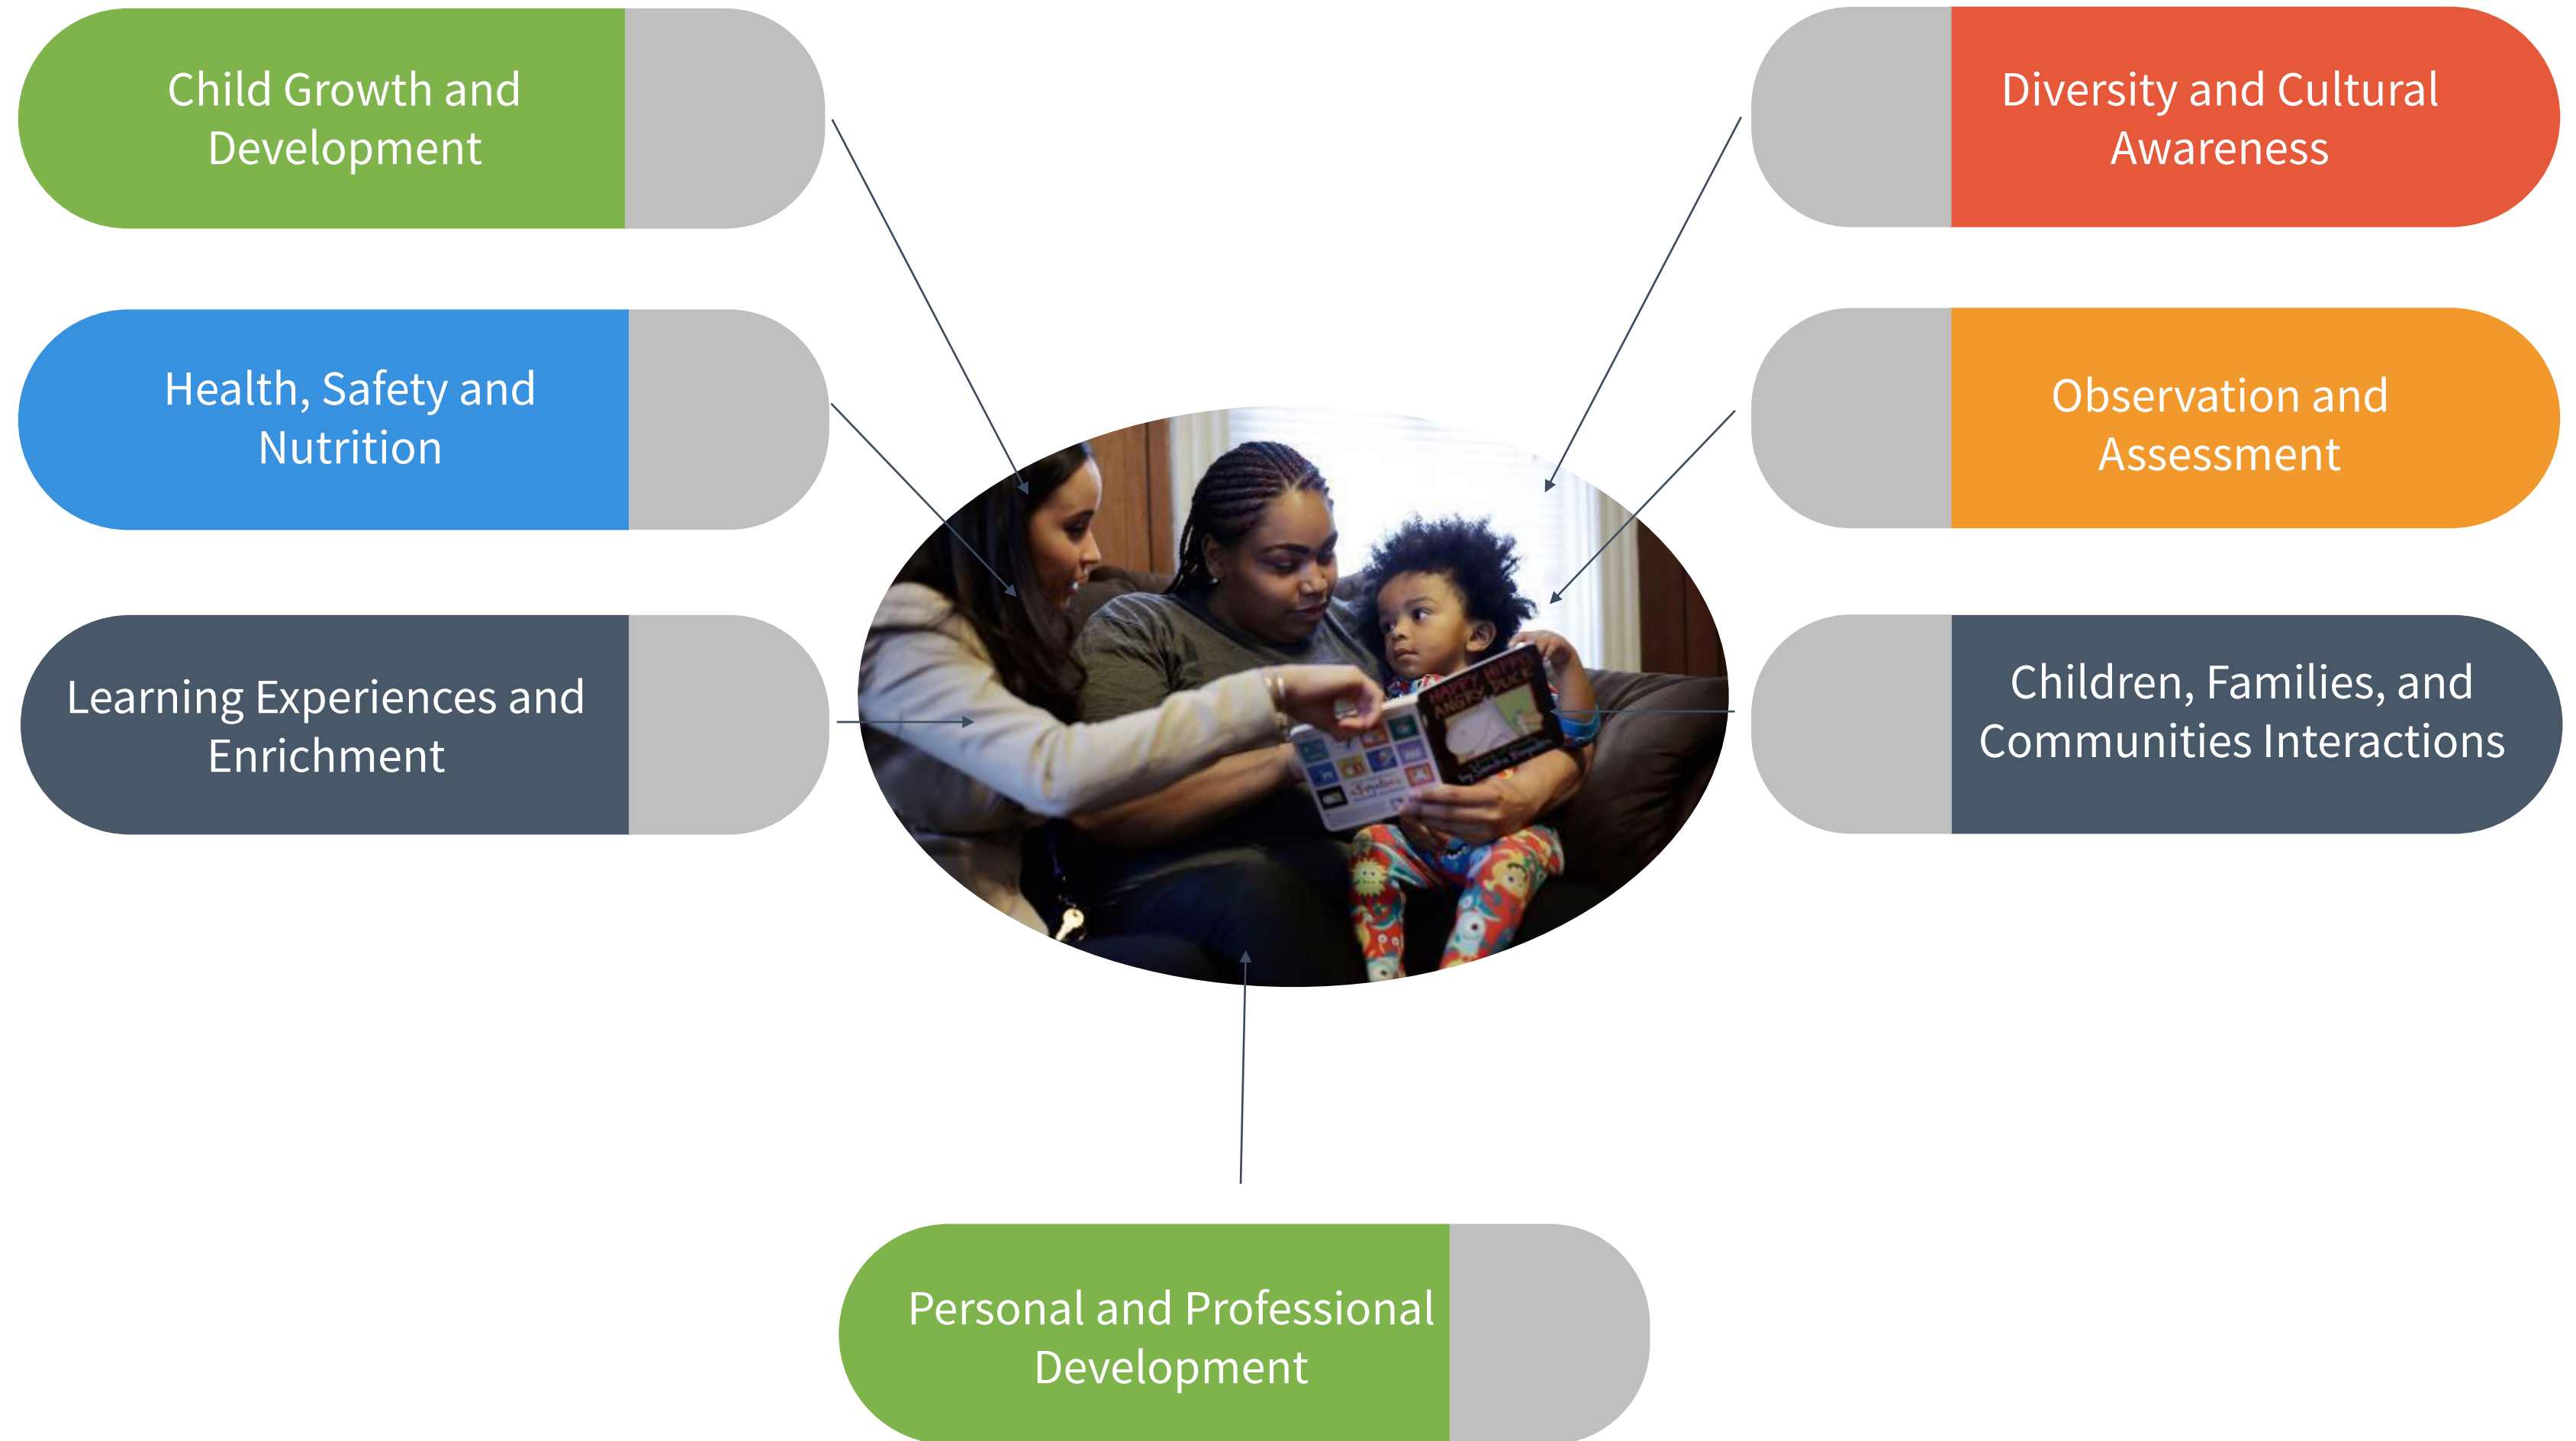 Child Growth and
Development
Health, Safety and
Nutrition
Learning Experiences and
Enrichment
Diversity and Cultural
Awareness
Observation and
Assessment
Children, Families, and
Communities Interactions
HAPPY HIPPO
ANGRY DUCK
Personal and Professional
Development